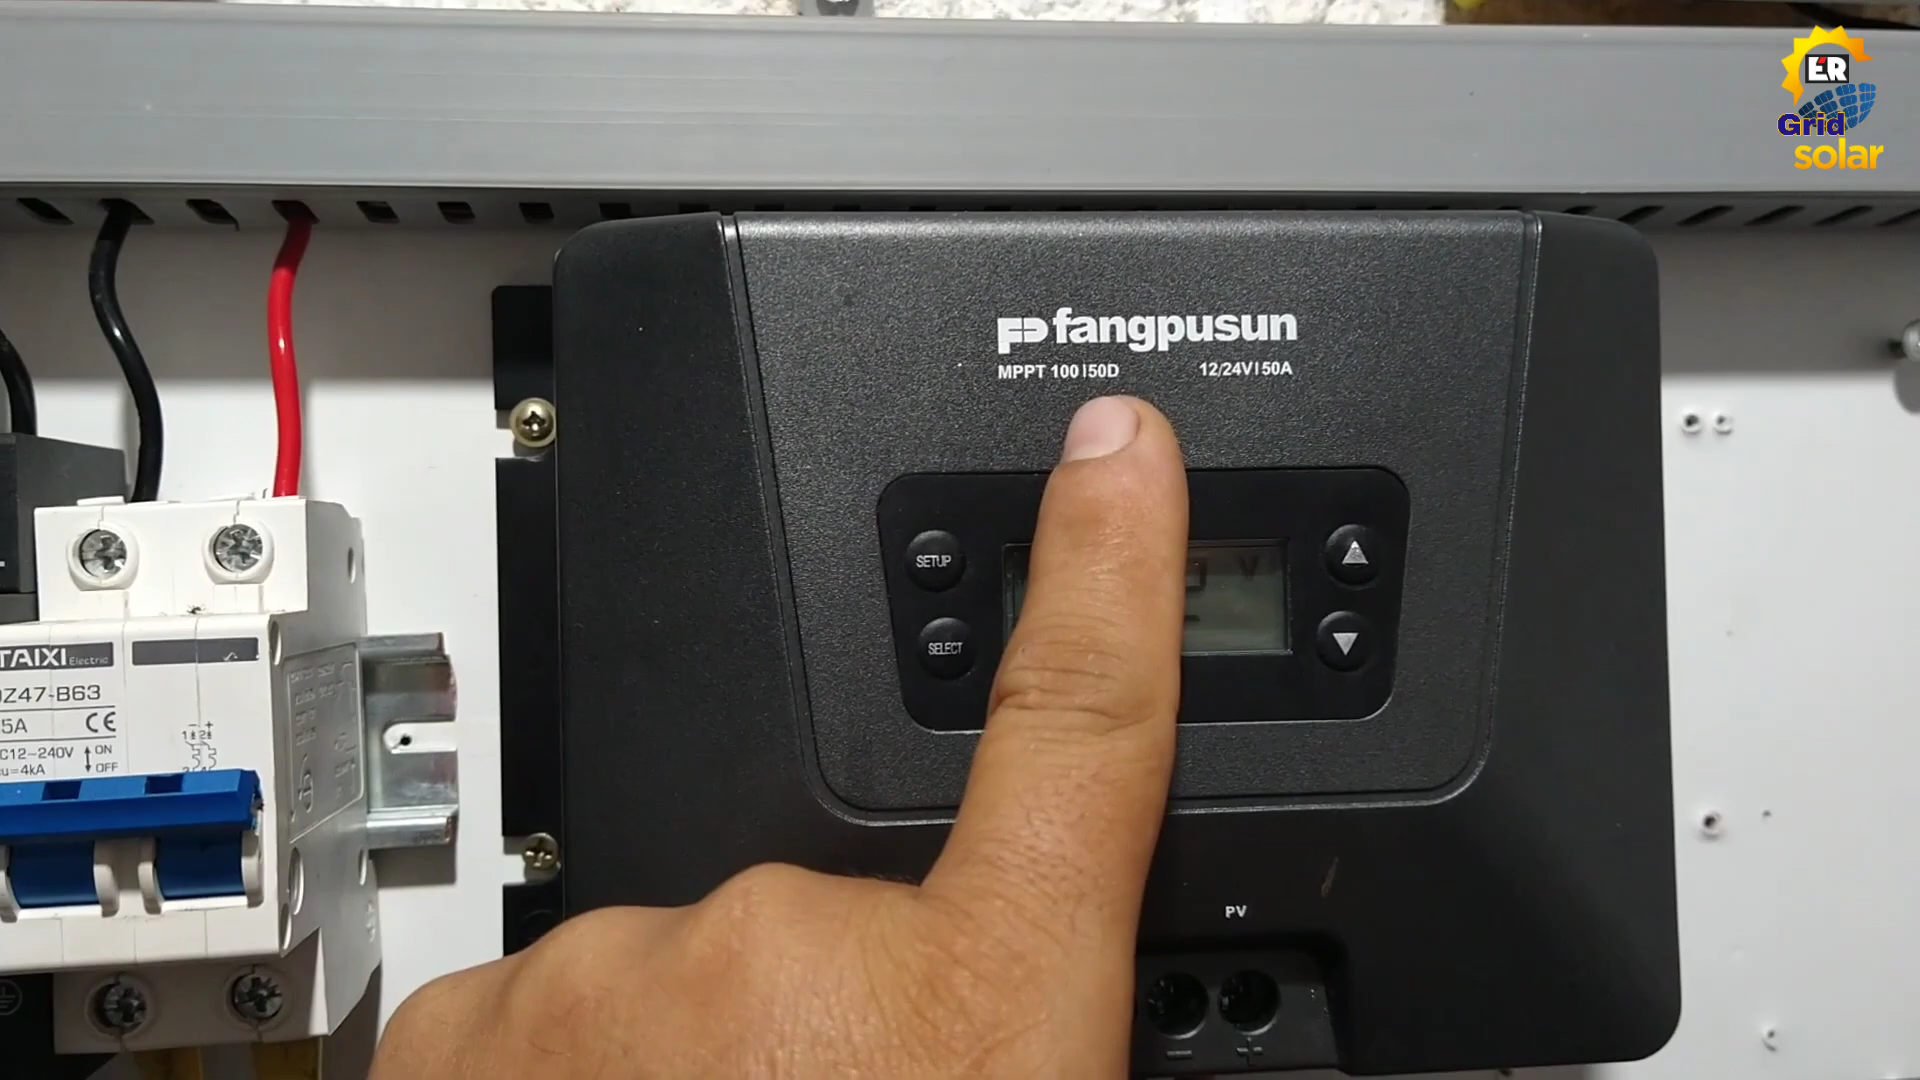 ER
Grid
solar
fangpusun
MPPT 100|50D 12/24V|50A
SETUP
SELECT
V
TAIXI Electric
DZ47-B63
5A CE
C12~240V ON
OFF
u=4kA
PV
− +